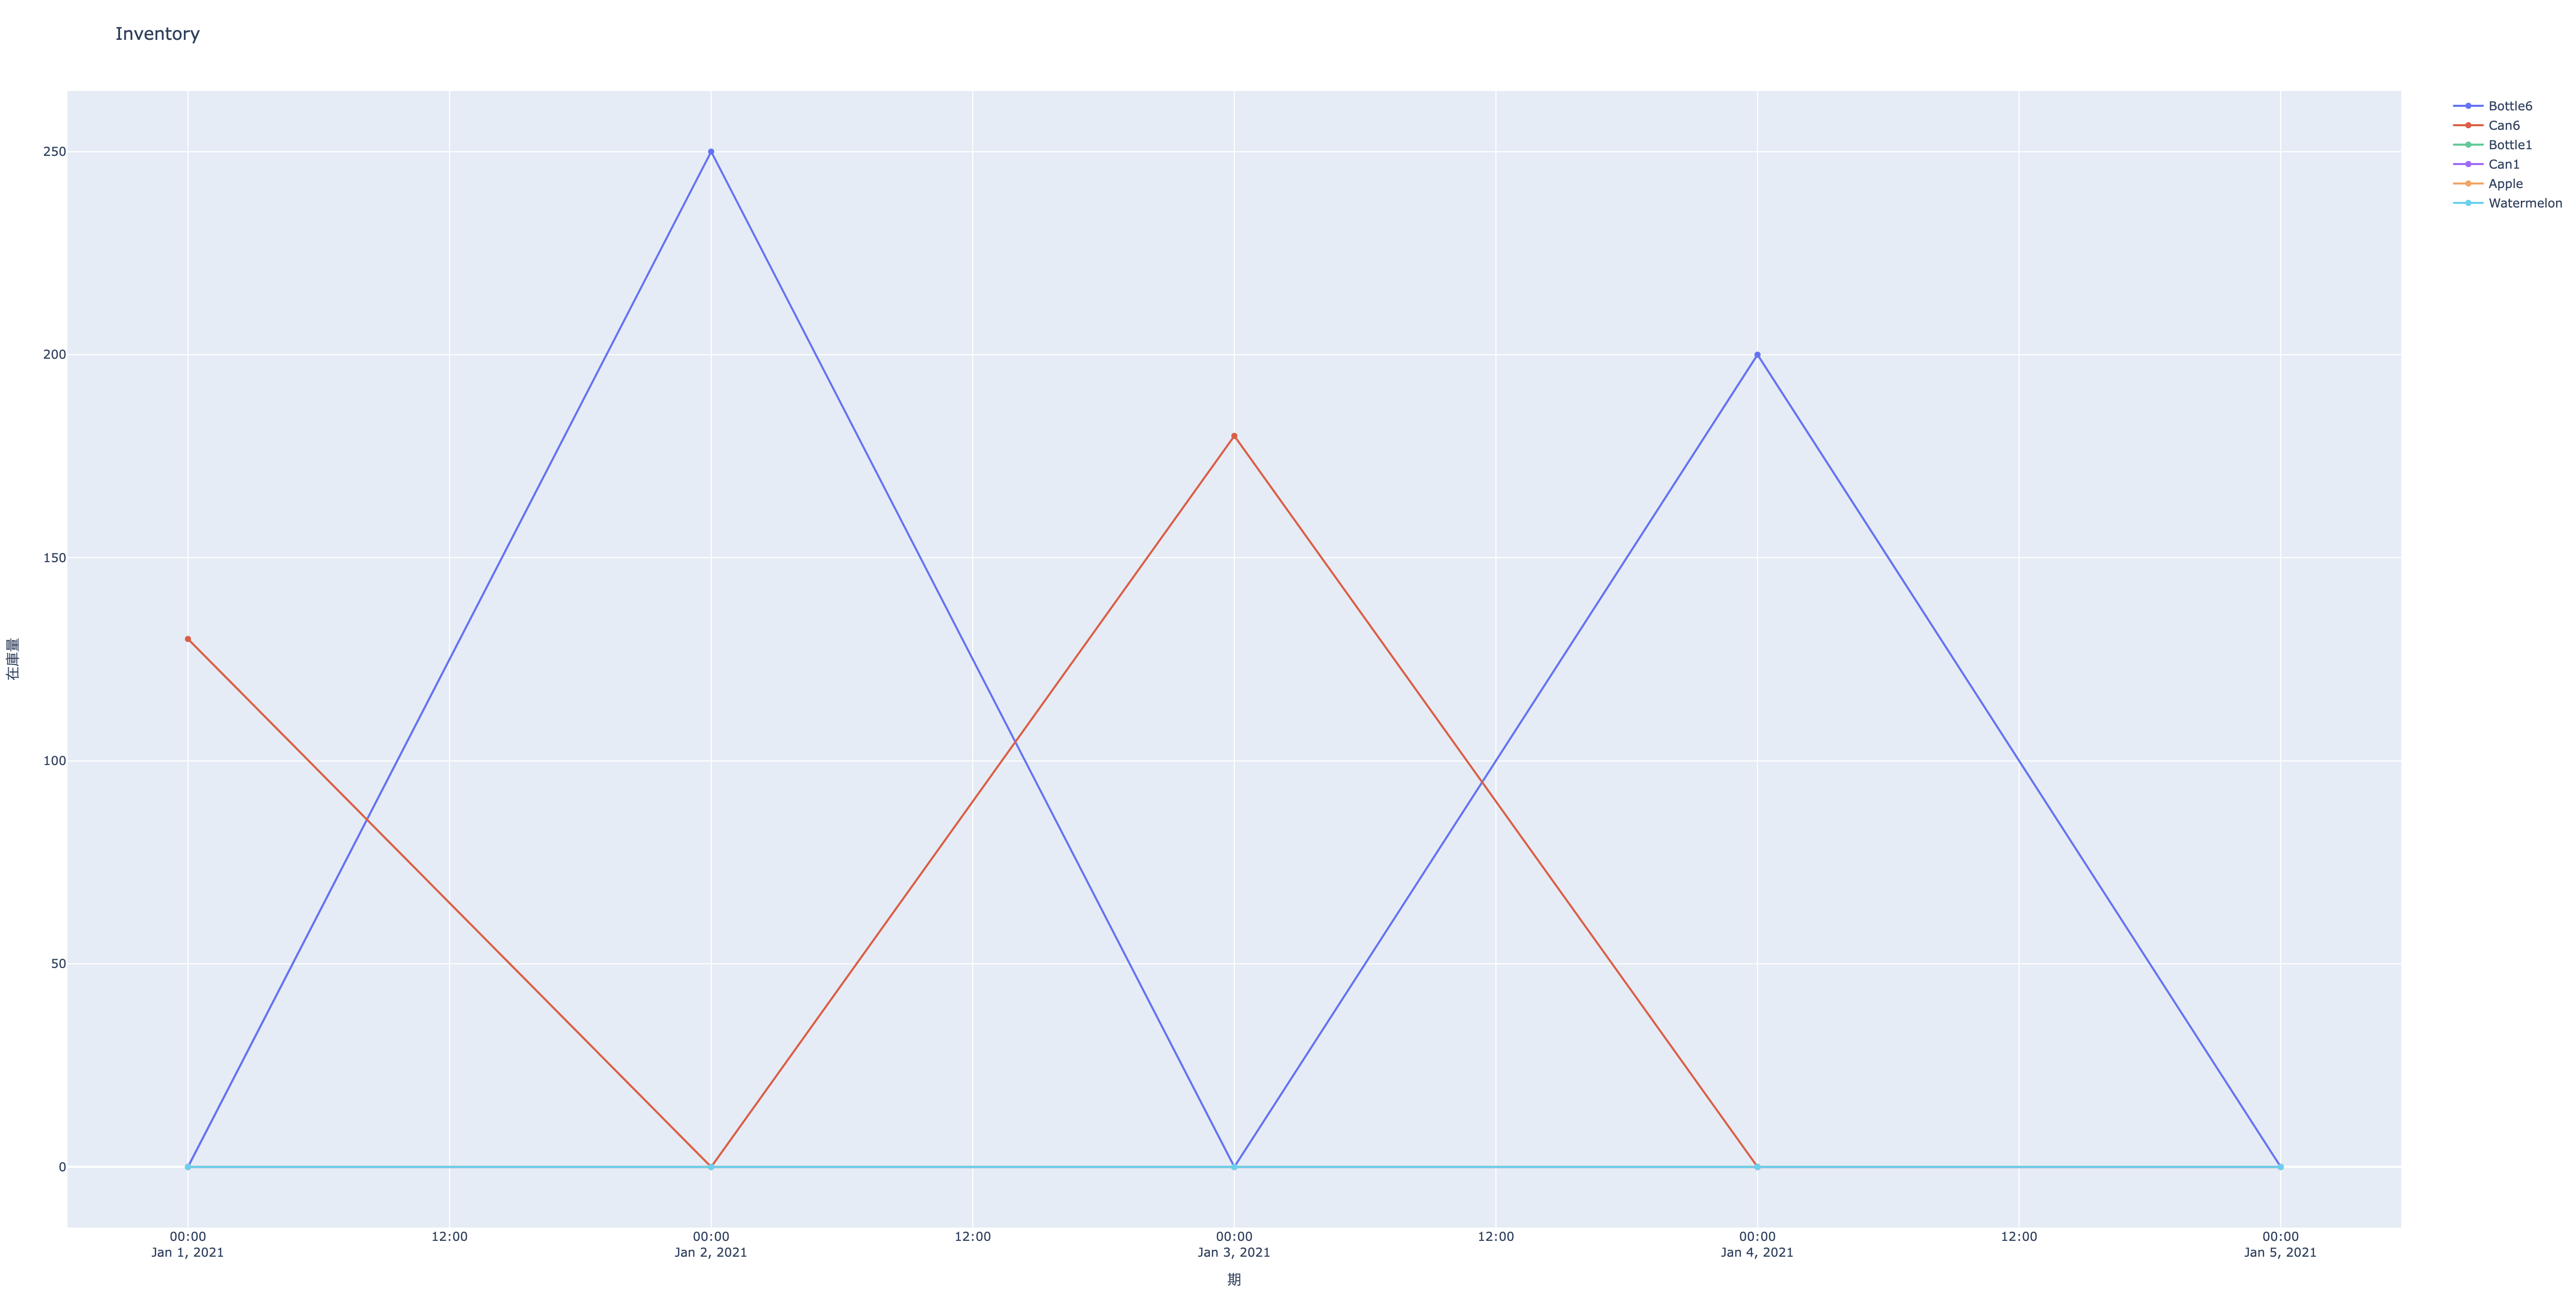 Inventory
Bottle6
Can6
Bottle1
Can1
Apple
Watermelon
250
200
150
100
50
0
在庫量
00:00 12:00 00:00 12:00 00:00 12:00 00:00 12:00 00:00
Jan 1, 2021 Jan 2, 2021 Jan 3, 2021 Jan 4, 2021 Jan 5, 2021
期